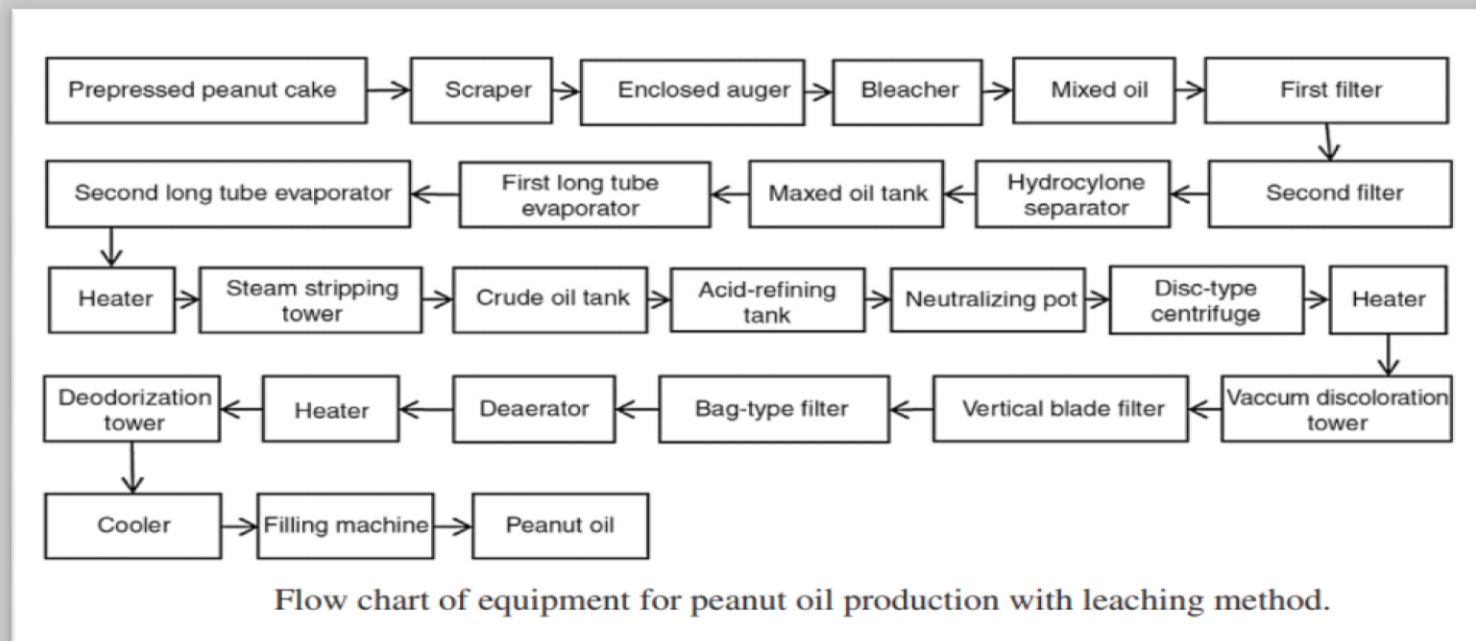 Prepressed peanut cake
Scraper
Enclosed auger
Bleacher
Mixed oil
First filter
Second filter
Hydrocylone
separator
Maxed oil tank
First long tube
evaporator
Second long tube evaporator
Heater
Steam stripping
tower
Crude oil tank
Acid-refining
tank
Neutralizing pot
Disc-type
centrifuge
Heater
Vaccum discoloration
tower
Vertical blade filter
Bag-type filter
Deaerator
Heater
Deodorization
tower
Cooler
Filling machine
Peanut oil
Flow chart of equipment for peanut oil production with leaching method.